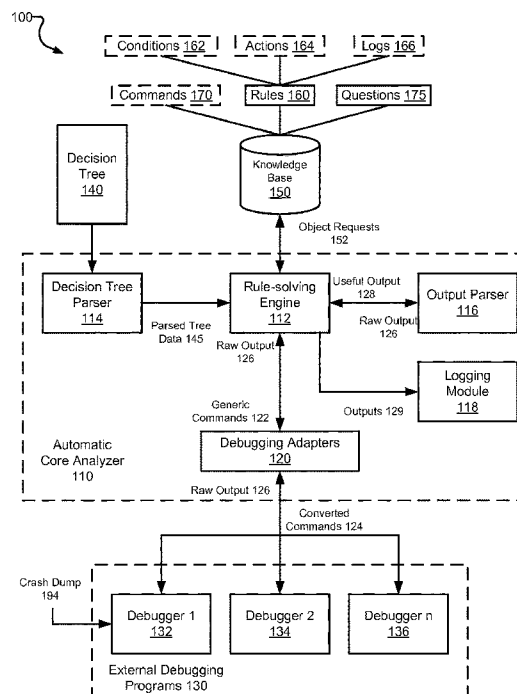 100
Conditions 162
Actions 164
Logs 166
Commands 170
Rules 160
Questions 175
Decision
Tree
140
Knowledge
Base
150
Object Requests
152
Decision Tree
Parser
114
Rule-solving
Engine
112
Useful Output
128
Output Parser
116
Parsed Tree
Data 145
Raw Output
126
Raw Output
126
Logging
Module
118
Generic
Commands 122
Outputs 129
Automatic
Core Analyzer
110
Debugging Adapters
120
Raw Output 126
Converted
Commands 124
Crash Dump
194
Debugger 1
132
Debugger 2
134
Debugger n
136
External Debugging
Programs 130